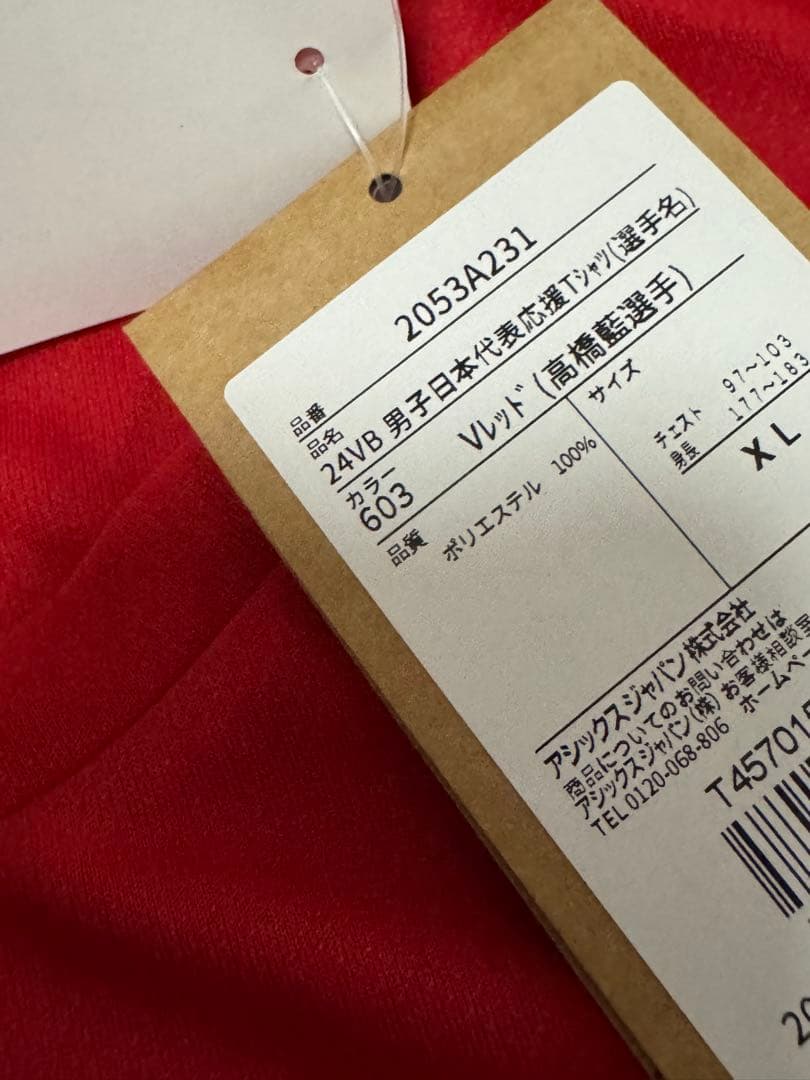 品番 2053A231
品名
24VB 男子日本代表応援Tシャツ(選手名)
カラー
603 Vレッド (高橋藍選手)
品質 ポリエステル 100%
サイズ
チェスト 97~103
身長 177~183
XL
アシックスジャパン株式会社
商品についてのお問い合わせは
アシックスジャパン(株) お客様相談室
TEL 0120-068-806 ホームペー
T45701
20